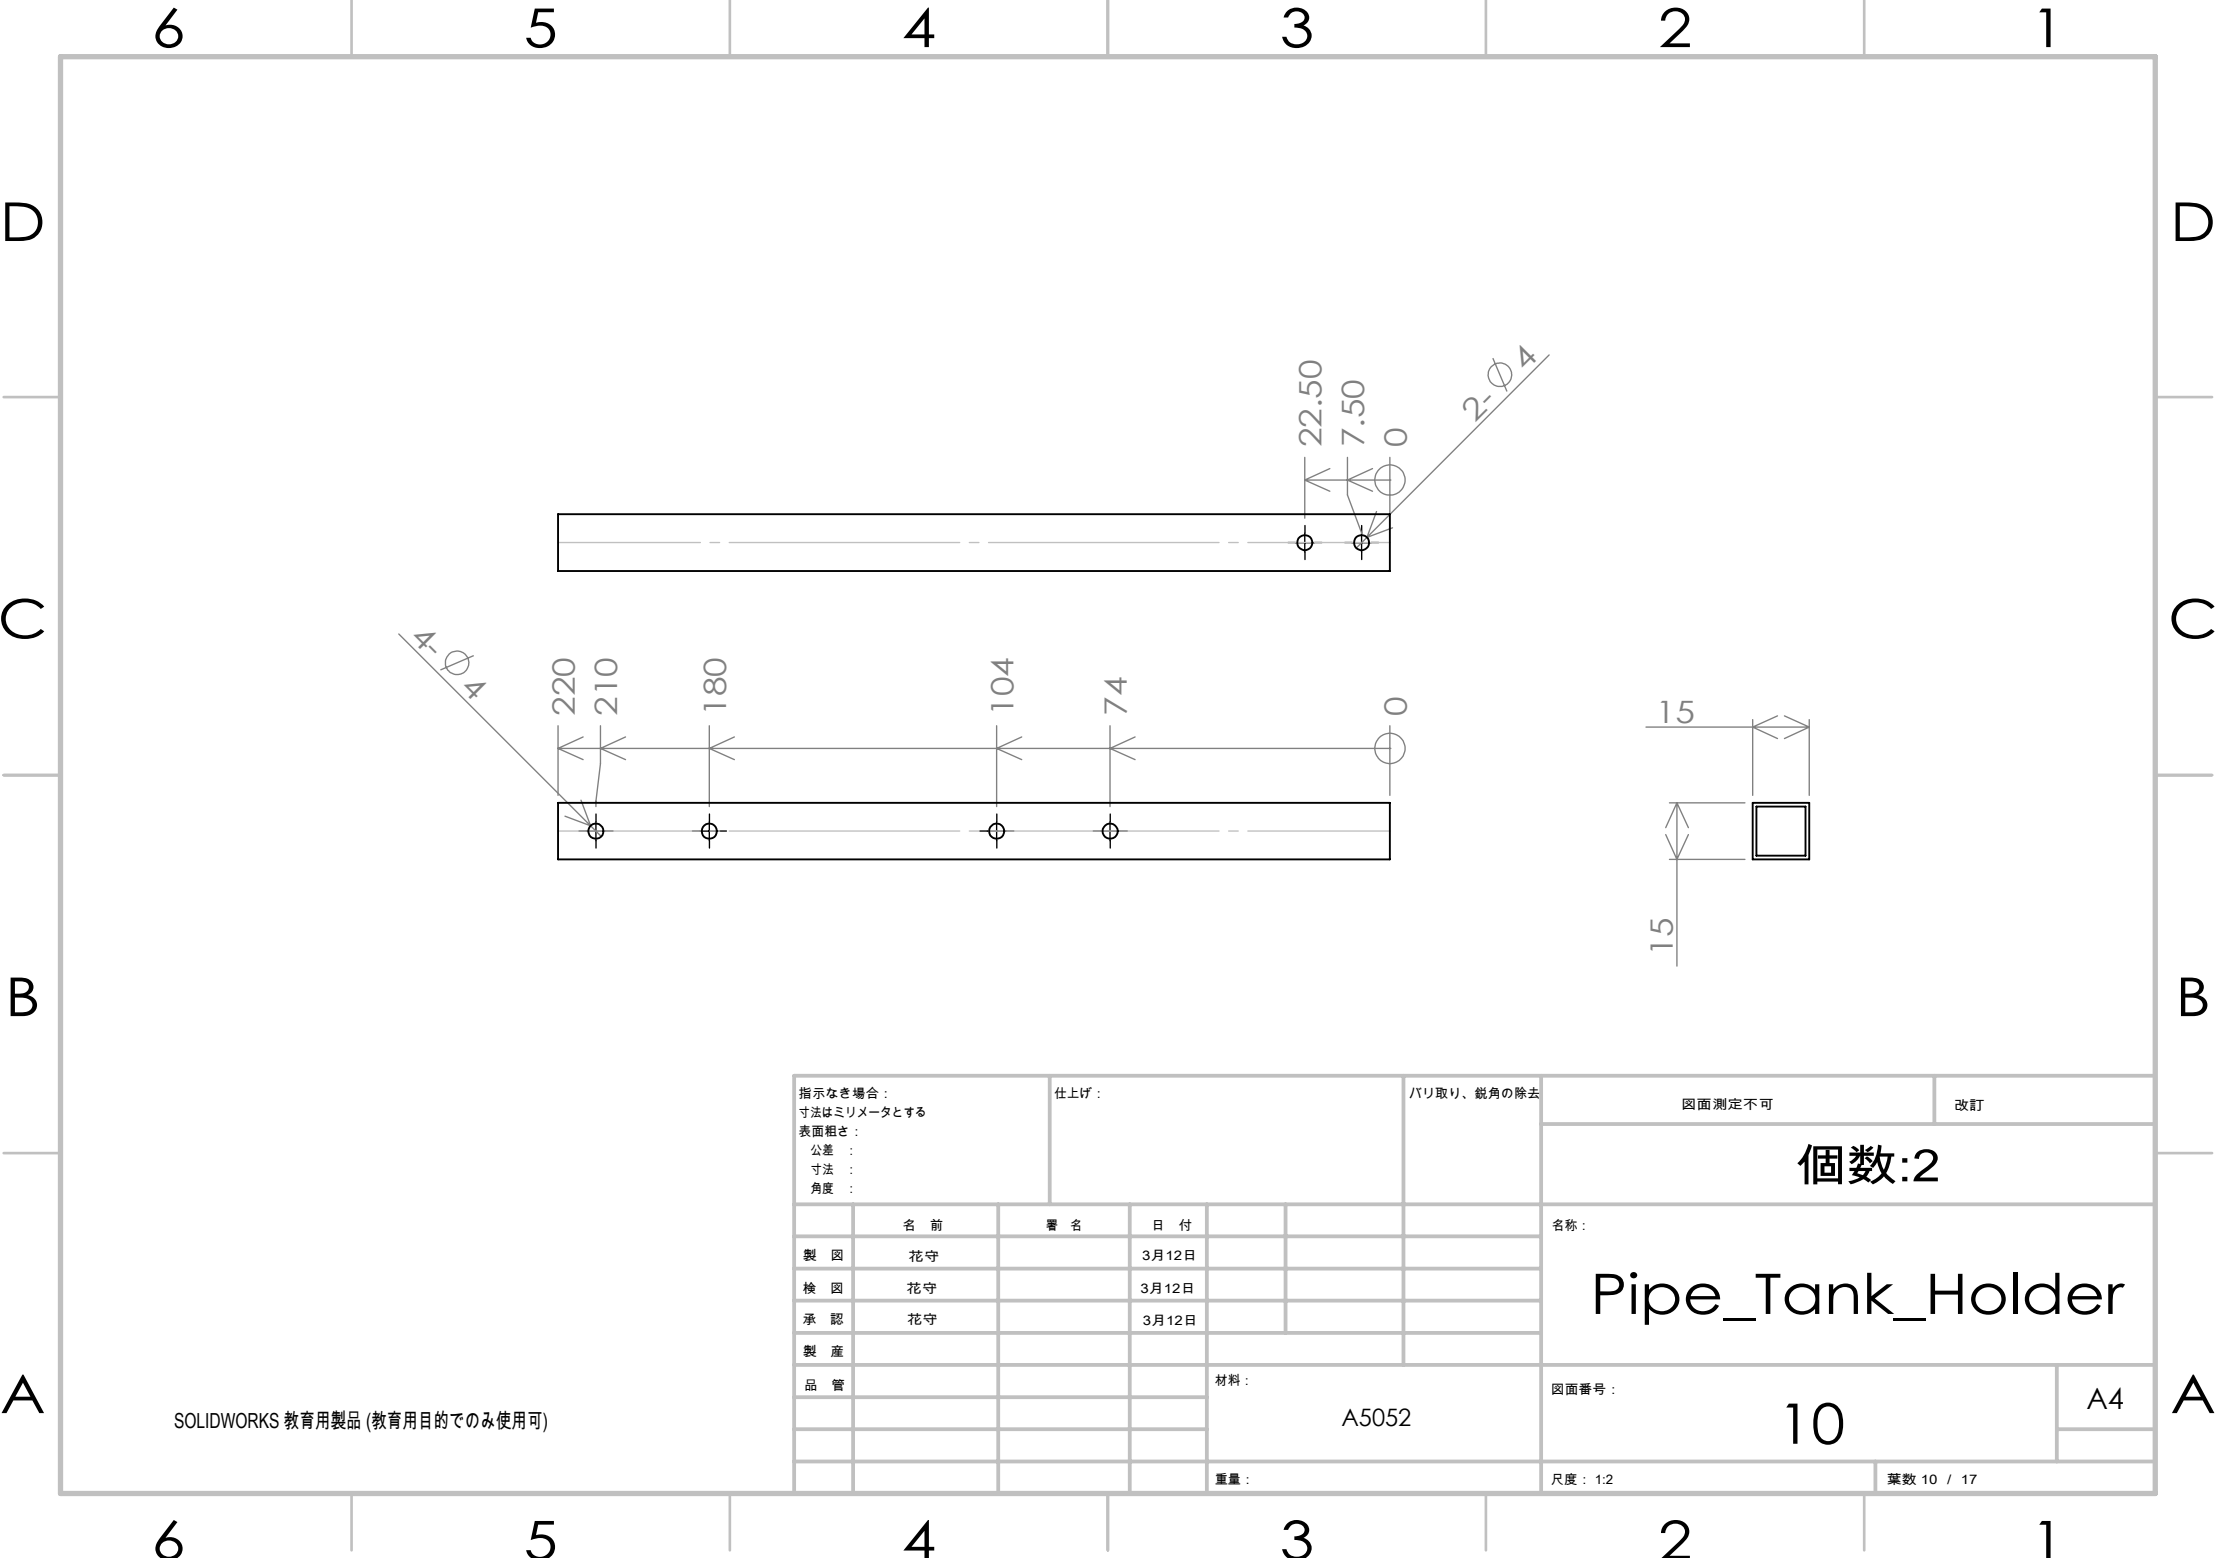 6 5 4 3 2 1
D D
22.50
7.50
0
2-∅4
C C
4-∅4
220
210
180
104
74
0
15
15
B B
指示なき場合：
寸法はミリメータとする
表面粗さ：
公差 ：
寸法 ：
角度 ：
仕上げ：
バリ取り、鋭角の除去
図面測定不可
改訂
個数:2
名 前 署 名 日 付
製 図 花守 3月12日
検 図 花守 3月12日
承 認 花守 3月12日
製 産
品 管
名称：
Pipe_Tank_Holder
材料：
A5052
重量：
図面番号：
10
A4
尺度： 1:2
葉数 10 / 17
A A
SOLIDWORKS 教育用製品 (教育用目的でのみ使用可)
6 5 4 3 2 1